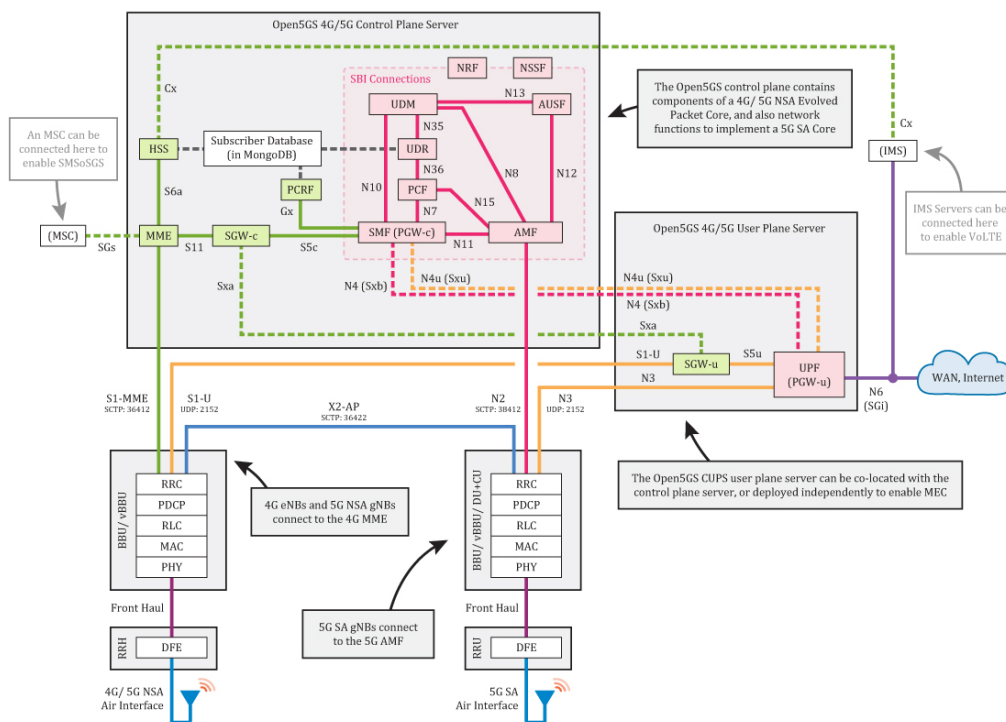 Open5GS 4G/5G Control Plane Server
NRF
NSSF
SBI Connections
Cx
N13
UDM
AUSF
The Open5GS control plane contains
components of a 4G/ 5G NSA Evolved
Packet Core, and also network
functions to implement a 5G SA Core
An MSC can be
connected here to
enable SMSoSGS
N35
Subscriber Database
(in MongoDB)
HSS
UDR
Cx
(IMS)
N36
N8
N12
S6a
PCRF
PCF
N10
N15
Gx
N7
IMS Servers can be
connected here
to enable VoLTE
(MSC)
SGs
MME
S11
SGW-c
S5c
SMF (PGW-c)
N11
AMF
Open5GS 4G/5G User Plane Server
Sxa
N4u (Sxu)
N4 (Sxb)
N4u (Sxu)
N4 (Sxb)
Sxa
S1-U
SGW-u
S5u
UPF
(PGW-u)
N3
WAN, Internet
N6
(SGi)
S1-MME
SCTP: 36412
S1-U
UDP: 2152
X2-AP
SCTP: 36422
N2
SCTP: 38412
N3
UDP: 2152
BBU/ vBBU
RRC
PDCP
RLC
MAC
PHY
4G eNBs and 5G NSA gNBs
connect to the 4G MME
BBU/ vBBU/ DU+CU
RRC
PDCP
RLC
MAC
PHY
The Open5GS CUPS user plane server can be co-located with the
control plane server, or deployed independently to enable MEC
Front Haul
5G SA gNBs connect
to the 5G AMF
Front Haul
RRH
DFE
RRU
DFE
4G/ 5G NSA
Air Interface
5G SA
Air Interface